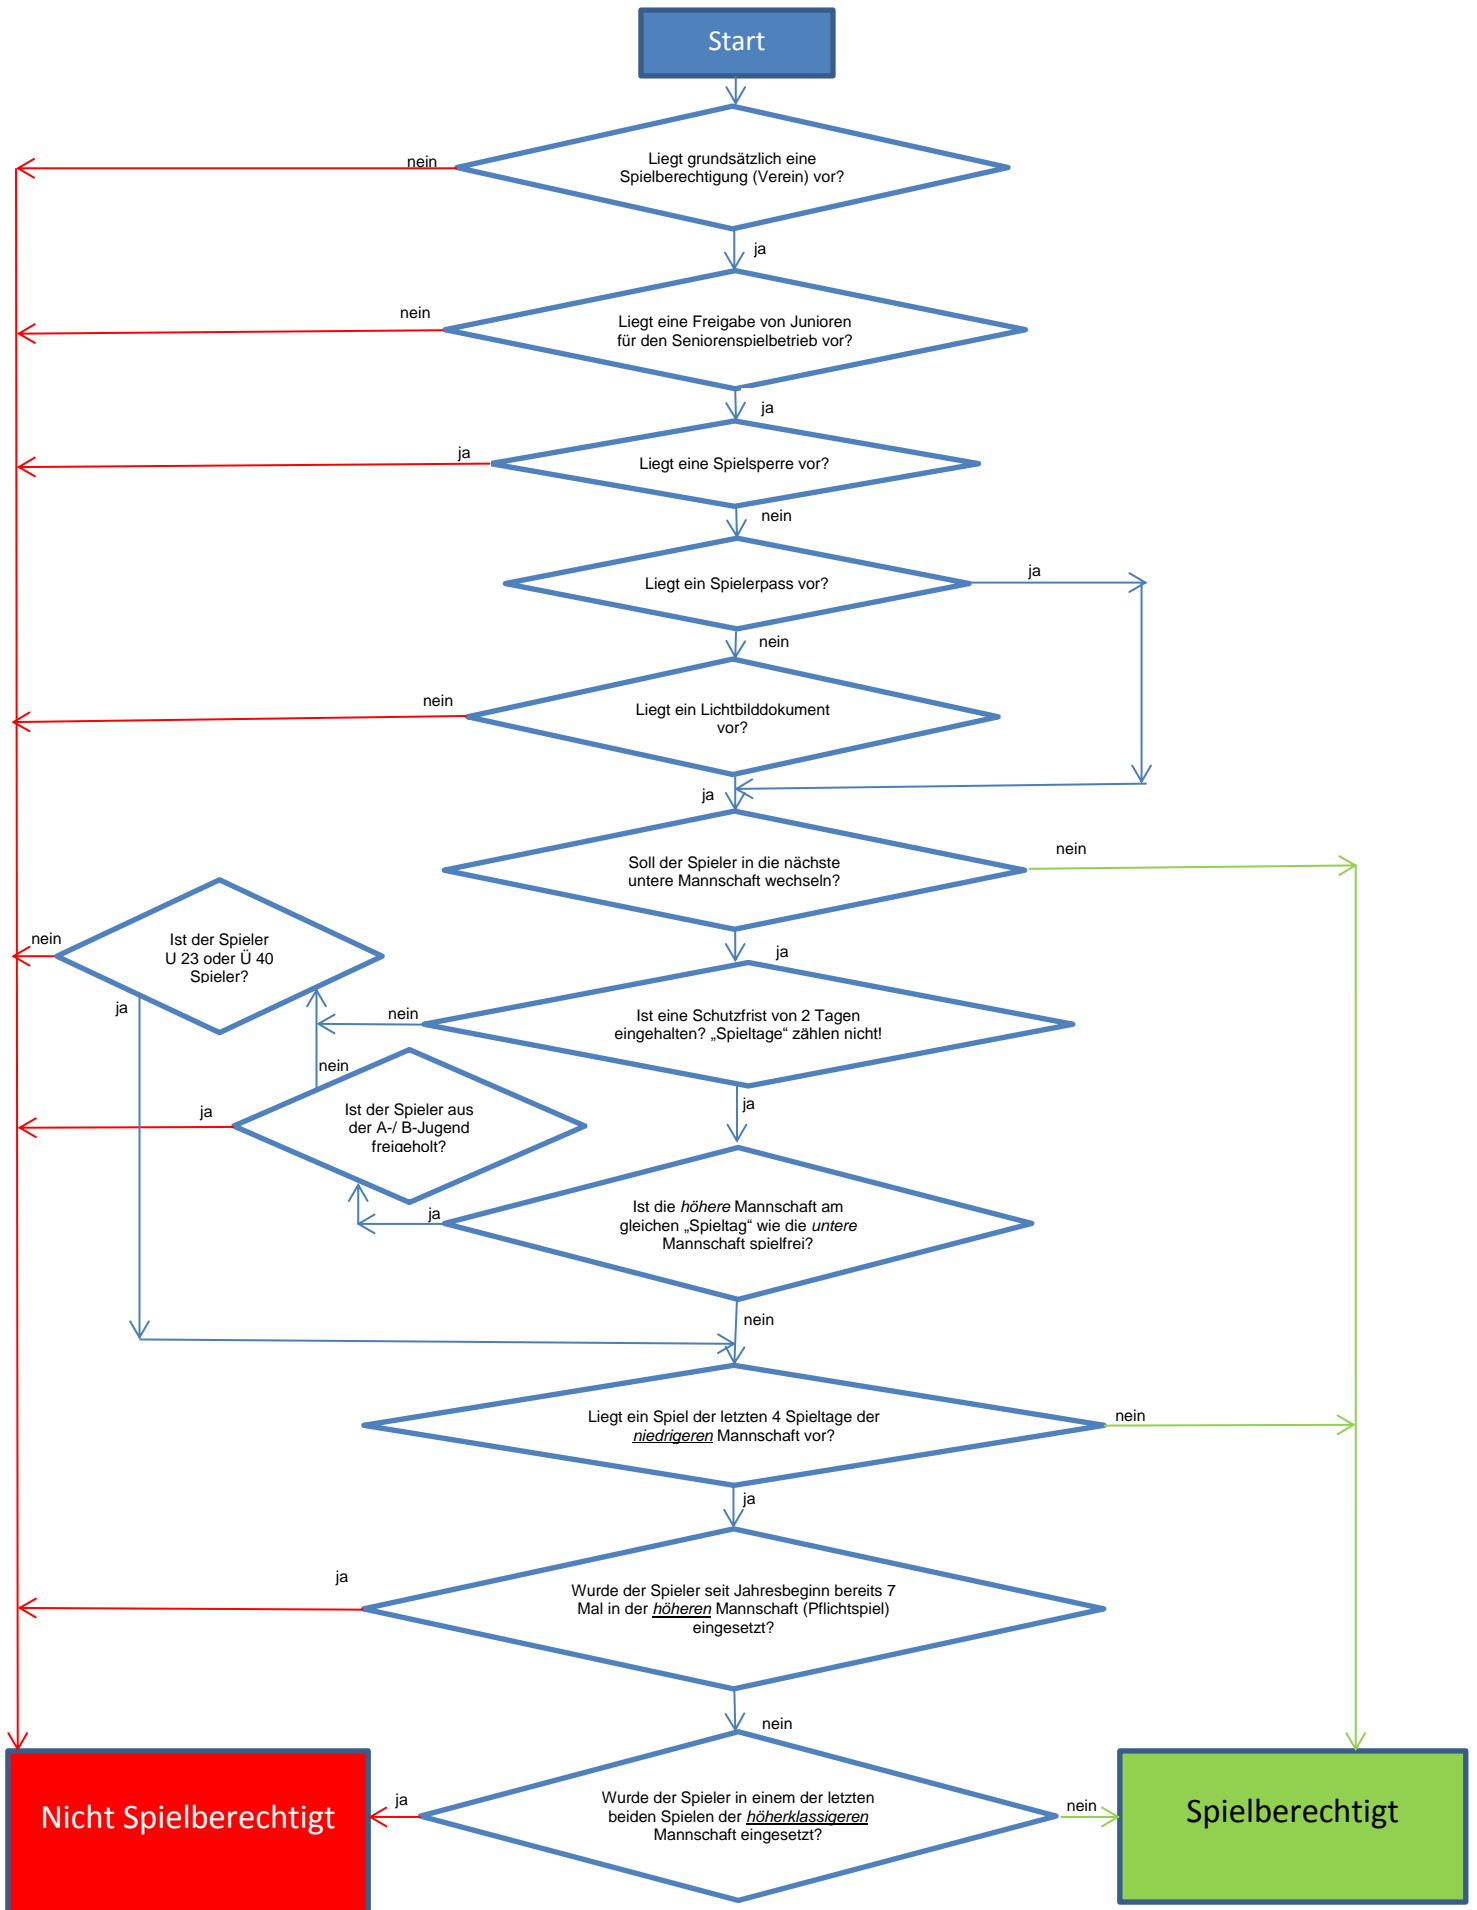 Start
nein
Liegt grundsätzlich eine
Spielberechtigung (Verein) vor?
ja
nein
Liegt eine Freigabe von Junioren
für den Seniorenspielbetrieb vor?
ja
ja
Liegt eine Spielsperre vor?
nein
Liegt ein Spielerpass vor?
ja
nein
nein
Liegt ein Lichtbilddokument
vor?
ja
Soll der Spieler in die nächste
untere Mannschaft wechseln?
nein
ja
nein
Ist der Spieler
U 23 oder Ü 40
Spieler?
ja
nein
Ist eine Schutzfrist von 2 Tagen
eingehalten? „Spieltage“ zählen nicht!
ja
nein
ja
Ist der Spieler aus
der A-/ B-Jugend
freigeholt?
ja
Ist die höhere Mannschaft am
gleichen „Spieltag“ wie die untere
Mannschaft spielfrei?
nein
Liegt ein Spiel der letzten 4 Spieltage der
niedrigeren Mannschaft vor?
nein
ja
ja
Wurde der Spieler seit Jahresbeginn bereits 7
Mal in der höheren Mannschaft (Pflichtspiel)
eingesetzt?
nein
Nicht Spielberechtigt
ja
Wurde der Spieler in einem der letzten
beiden Spielen der höherklassigeren
Mannschaft eingesetzt?
nein
Spielberechtigt